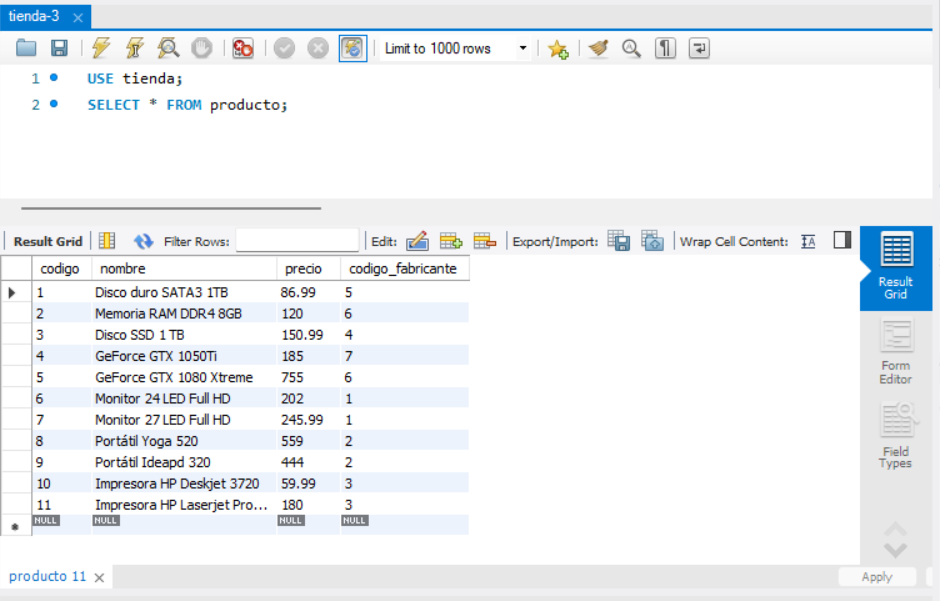 tienda-3
Limit to 1000 rows
1 USE tienda;
2 SELECT * FROM producto;
Result Grid Filter Rows: Edit: Export/Import: Wrap Cell Content:
codigo nombre precio codigo_fabricante
1 Disco duro SATA3 1TB 86.99 5
2 Memoria RAM DDR4 8GB 120 6
3 Disco SSD 1 TB 150.99 4
4 GeForce GTX 1050Ti 185 7
5 GeForce GTX 1080 Xtreme 755 6
6 Monitor 24 LED Full HD 202 1
7 Monitor 27 LED Full HD 245.99 1
8 Portátil Yoga 520 559 2
9 Portátil Ideapd 320 444 2
10 Impresora HP Deskjet 3720 59.99 3
11 Impresora HP Laserjet Pro... 180 3
NULL NULL NULL NULL
Result
Grid
Form
Editor
Field
Types
producto 11
Apply